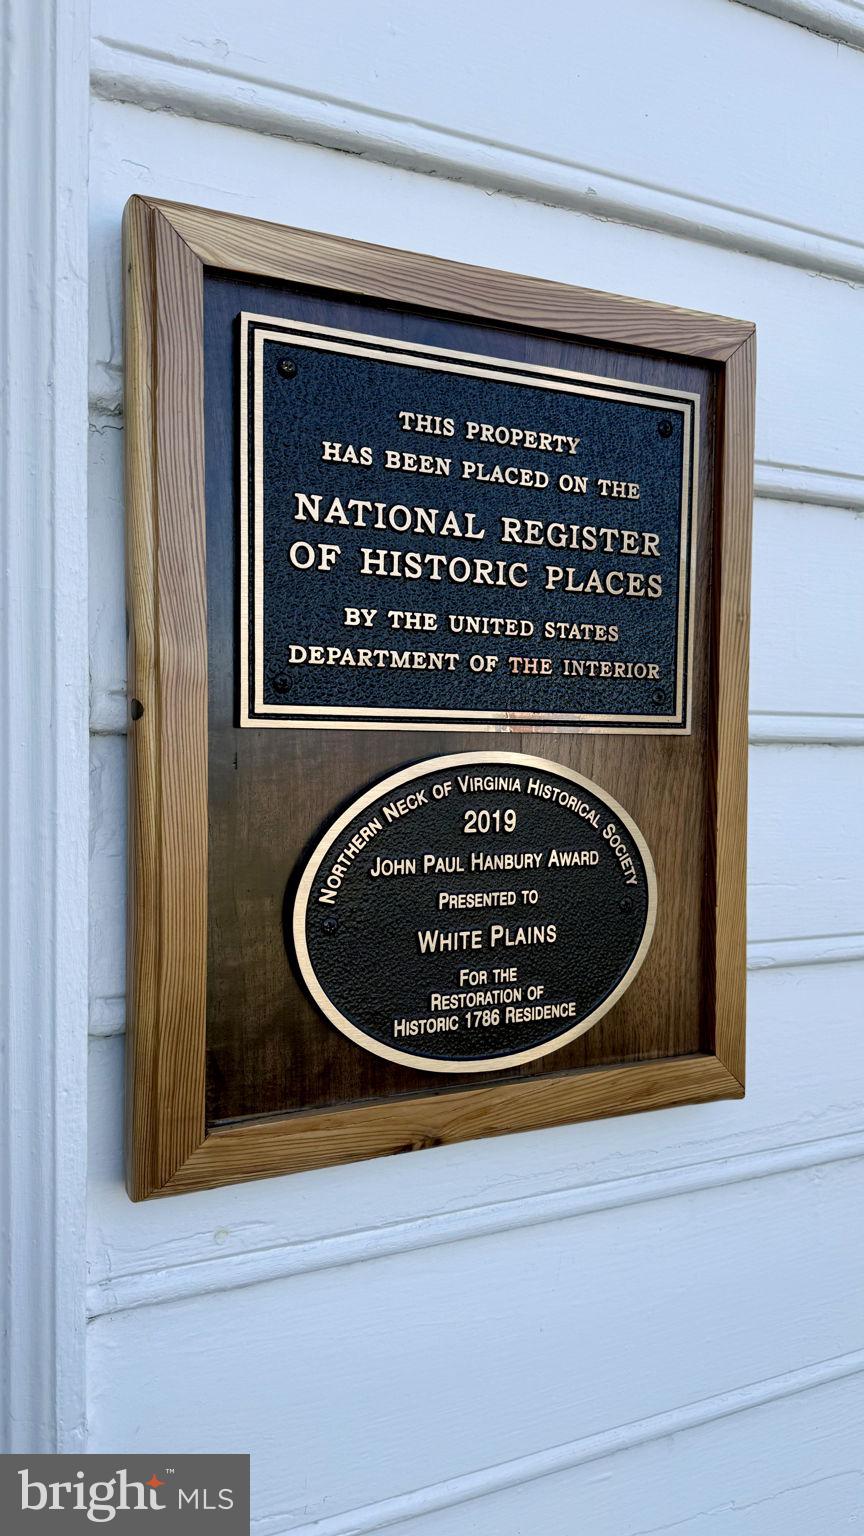 THIS PROPERTY
HAS BEEN PLACED ON THE
NATIONAL REGISTER
OF HISTORIC PLACES
BY THE UNITED STATES
DEPARTMENT OF THE INTERIOR
NORTHERN NECK OF VIRGINIA HISTORICAL SOCIETY
2019
JOHN PAUL HANBURY AWARD
PRESENTED TO
WHITE PLAINS
FOR THE
RESTORATION OF
HISTORIC 1786 RESIDENCE
bright™ MLS